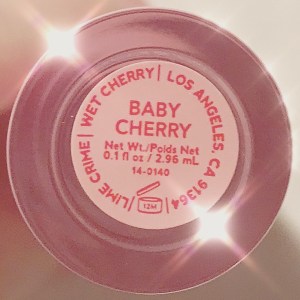 | LIME CRIME | WET CHERRY | LOS ANGELES, CA 91364
BABY
CHERRY
Net Wt./Poids Net
0.1 fl oz / 2.96 mL
14-0140
12M